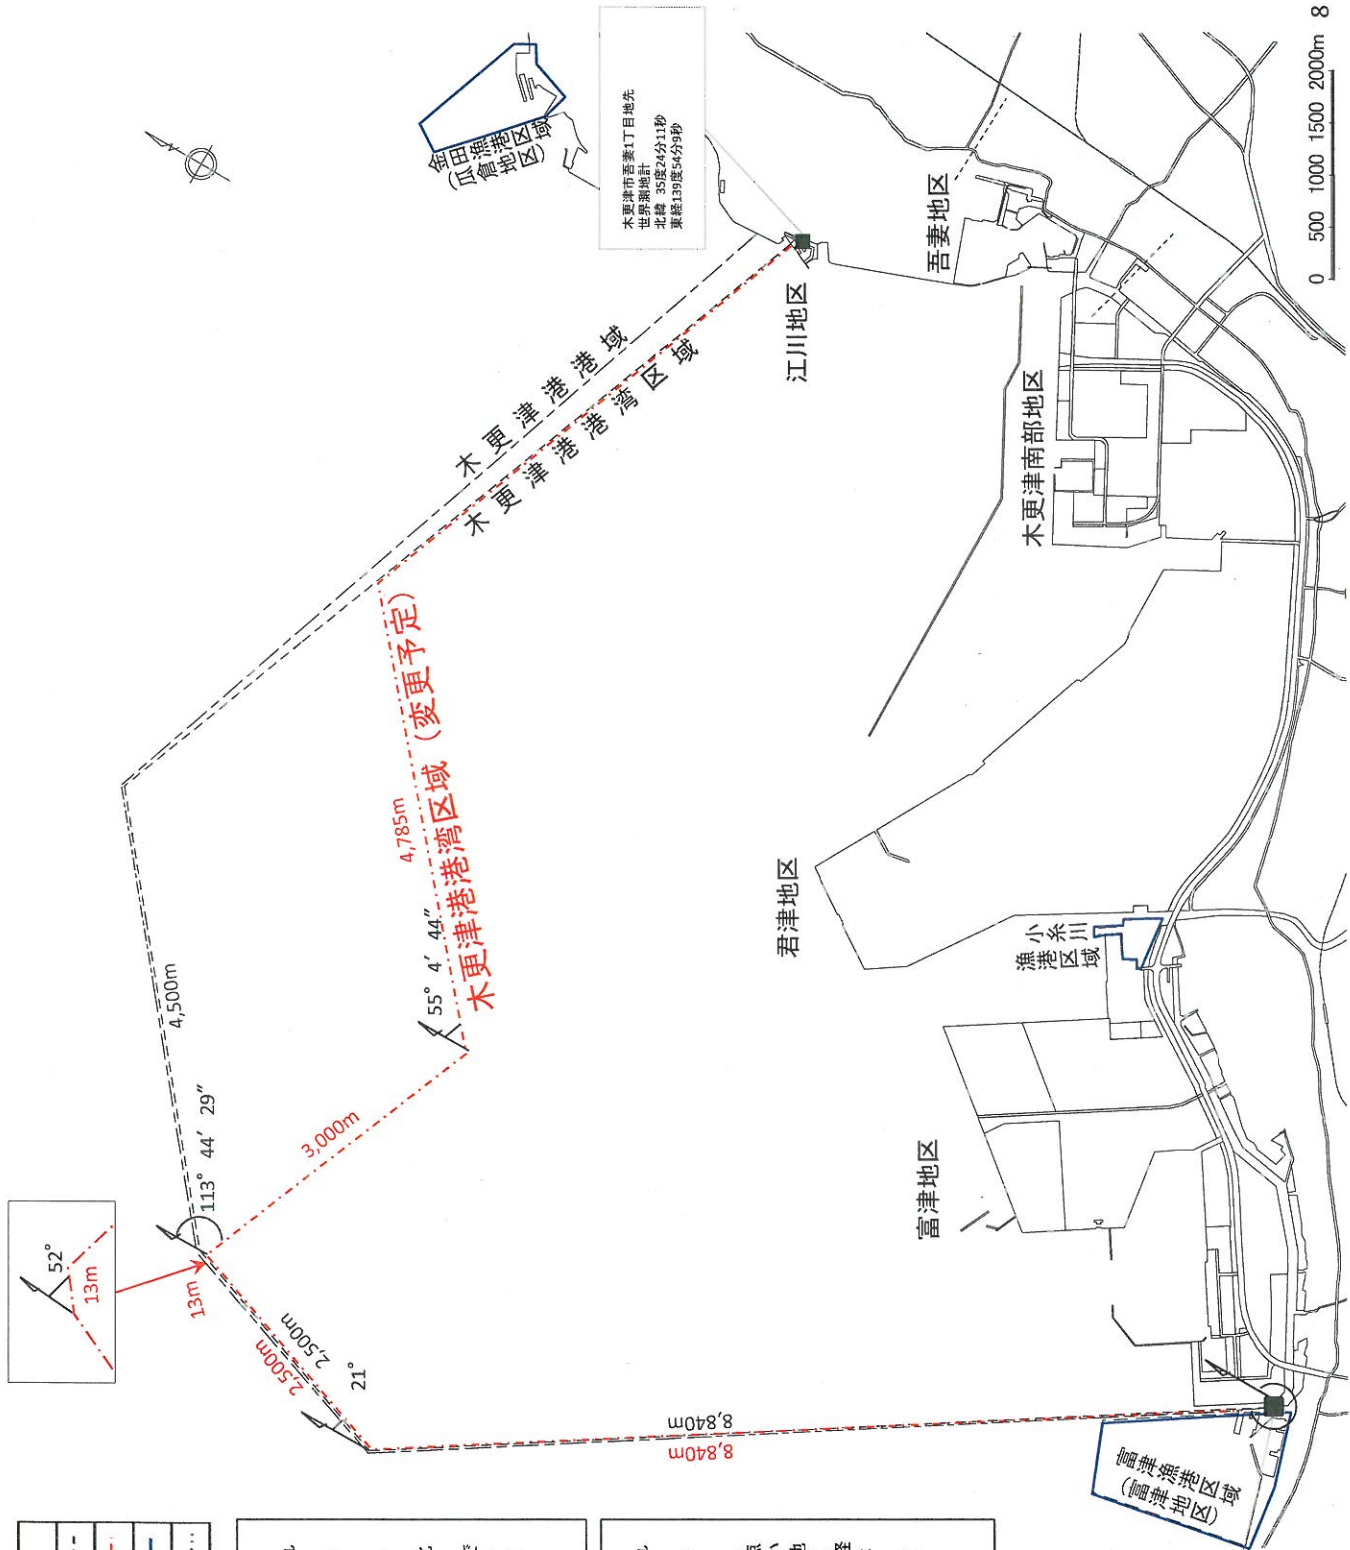 金田漁港区域
(瓜倉地区)
木更津市吾妻1丁目地先
世界測地計
北緯 35度24分11秒
東経139度54分9秒
木更津港港域
木更津港港湾区域
江川地区
吾妻地区
木更津南部地区
4,500m
4,785m
木更津港港湾区域(変更予定)
55° 4′ 44″
113° 44′ 29″
3,000m
52°
13m
13m
2,500m
2,500m
21°
8,840m
8,840m
君津地区
小糸川
漁港
区域
富津地区
富津漁港区域
(富津地区)
0 500 1000 1500 2000m
8